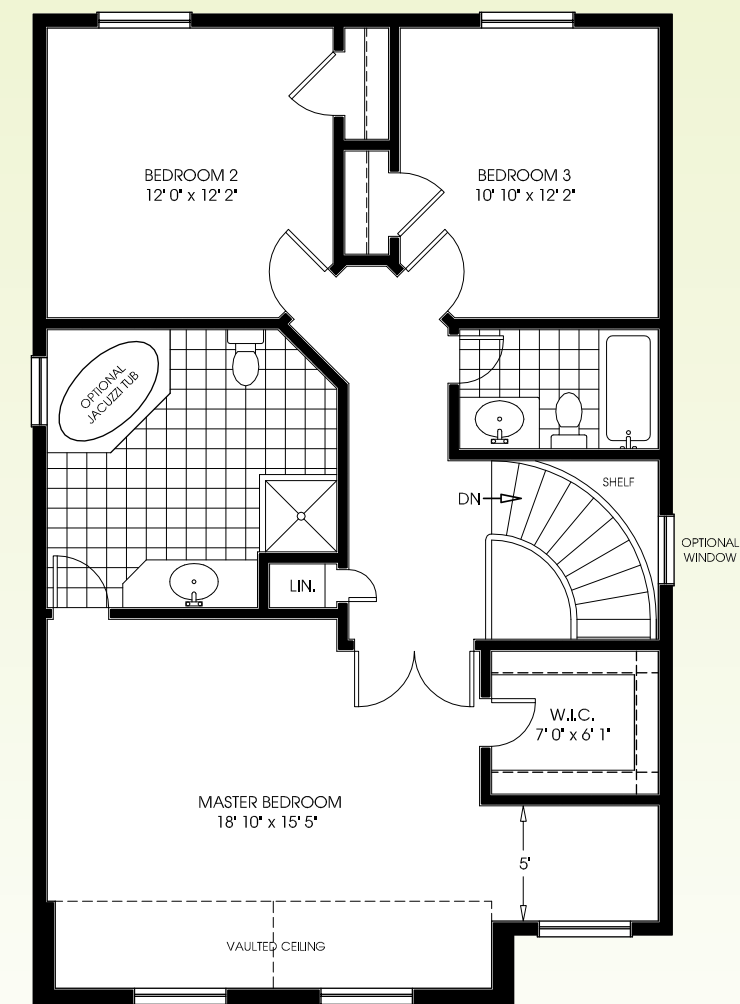 BEDROOM 2
12' 0" x 12' 2"
BEDROOM 3
10' 10" x 12' 2"
OPTIONAL
JACUZZI TUB
SHELF
DN
OPTIONAL
WINDOW
LIN.
W.I.C.
7' 0" x 6' 1"
MASTER BEDROOM
18' 10" x 15' 5"
5'
VAULTED CEILING